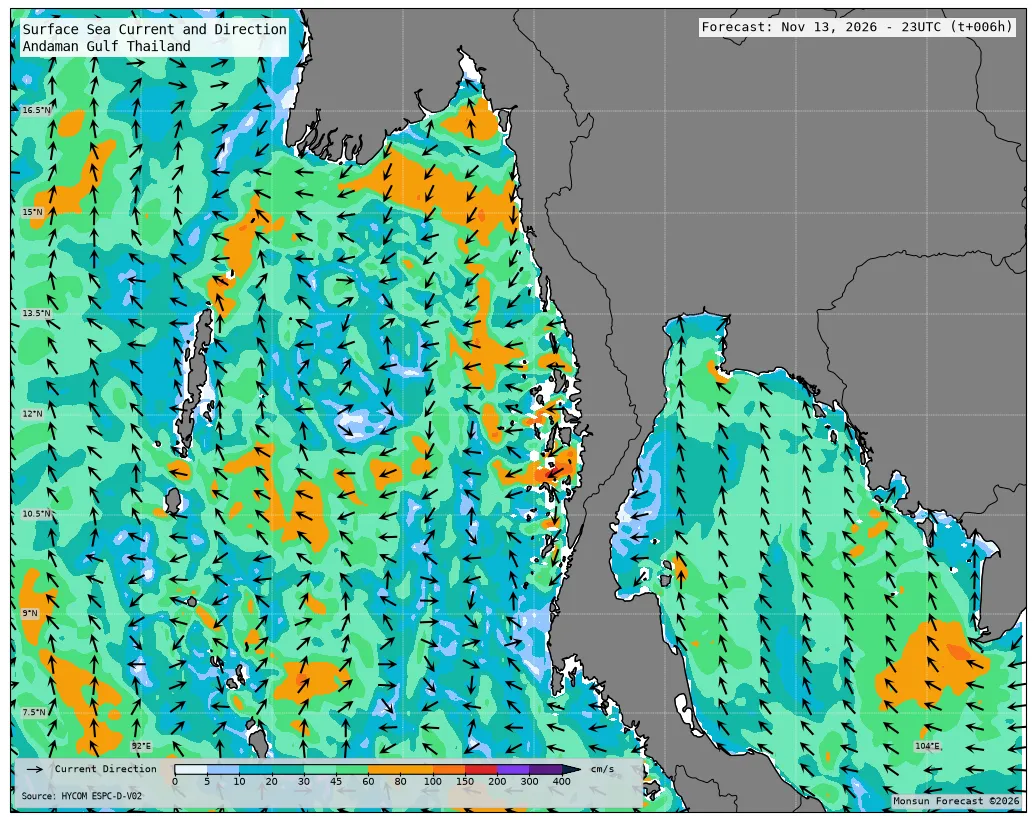 Surface Sea Current and Direction
Andaman Gulf Thailand
Forecast: Nov 13, 2026 - 23UTC (t+006h)
16.5°N
15°N
13.5°N
12°N
10.5°N
9°N
7.5°N
92°E
104°E
Current Direction
cm/s
0 5 10 20 30 45 60 80 100 150 200 300 400
Source: HYCOM ESPC-D-V02
Monsun Forecast ©2026